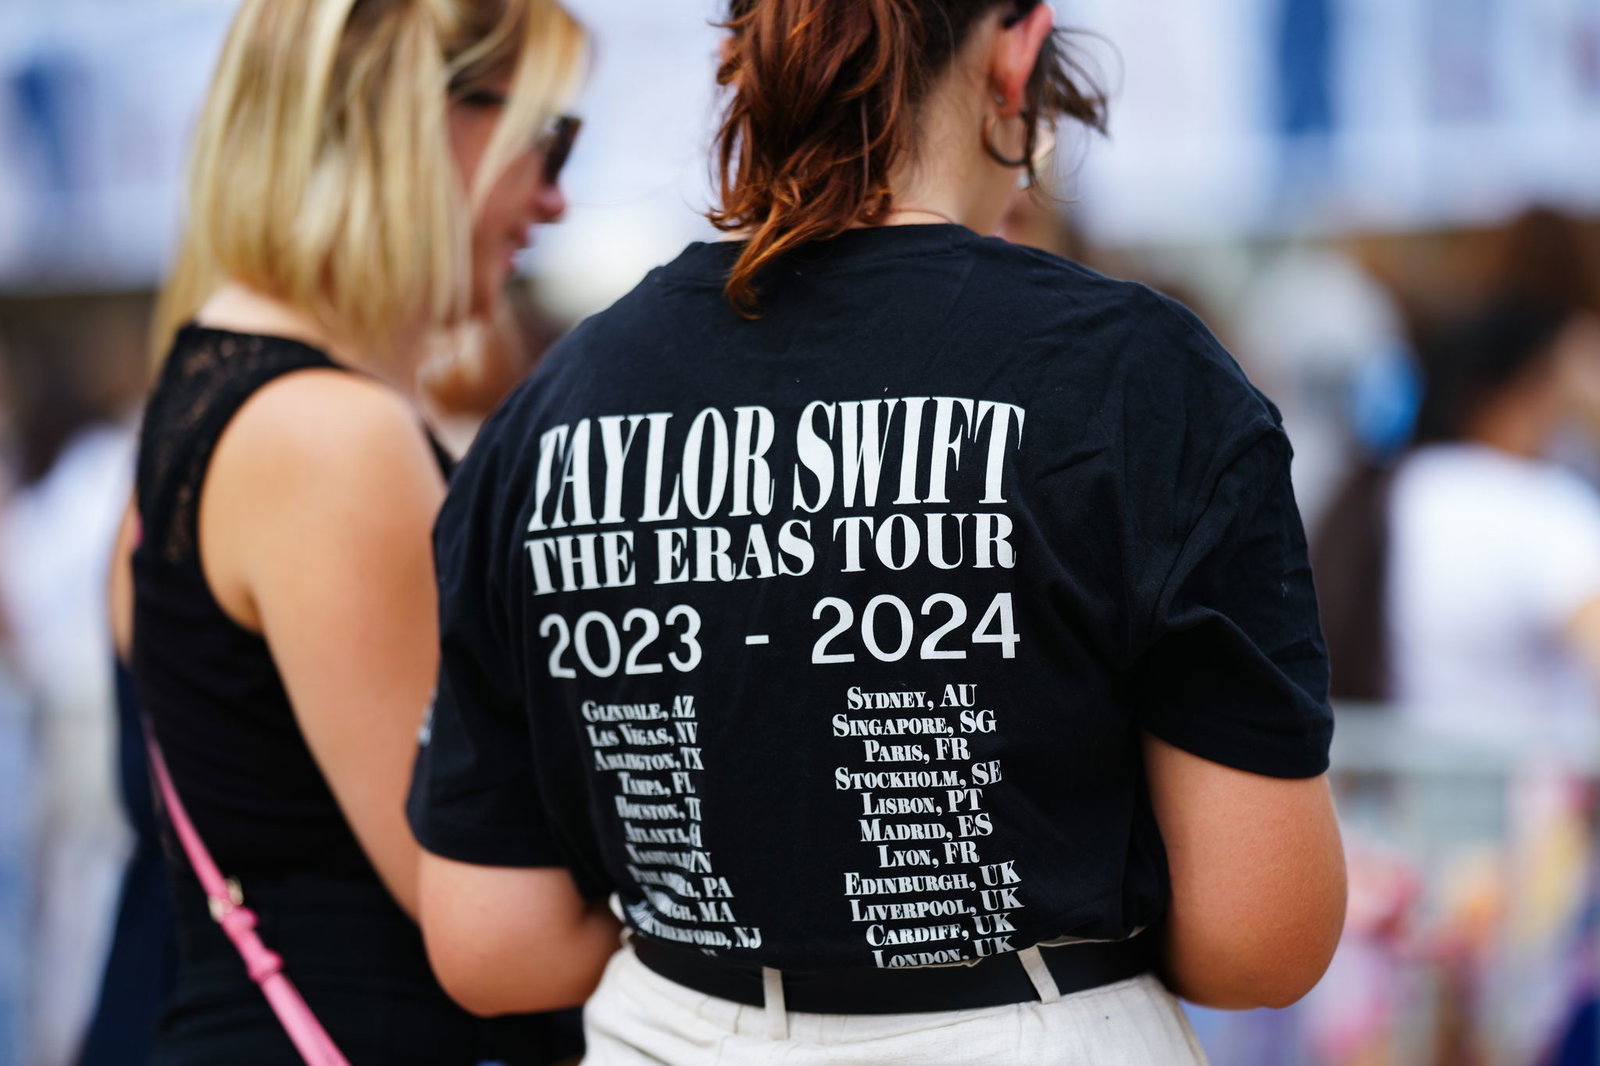 TAYLOR SWIFT
THE ERAS TOUR
2023 - 2024
GLENDALE, AZ
LAS VEGAS, NV
ARLINGTON, TX
TAMPA, FL
HOUSTON,
ATLANTA,
PA
MA
NJ
SYDNEY, AU
SINGAPORE, SG
PARIS, FR
STOCKHOLM, SE
LISBON, PT
MADRID, ES
LYON, FR
EDINBURGH, UK
LIVERPOOL, UK
CARDIFF, UK
LONDON, UK